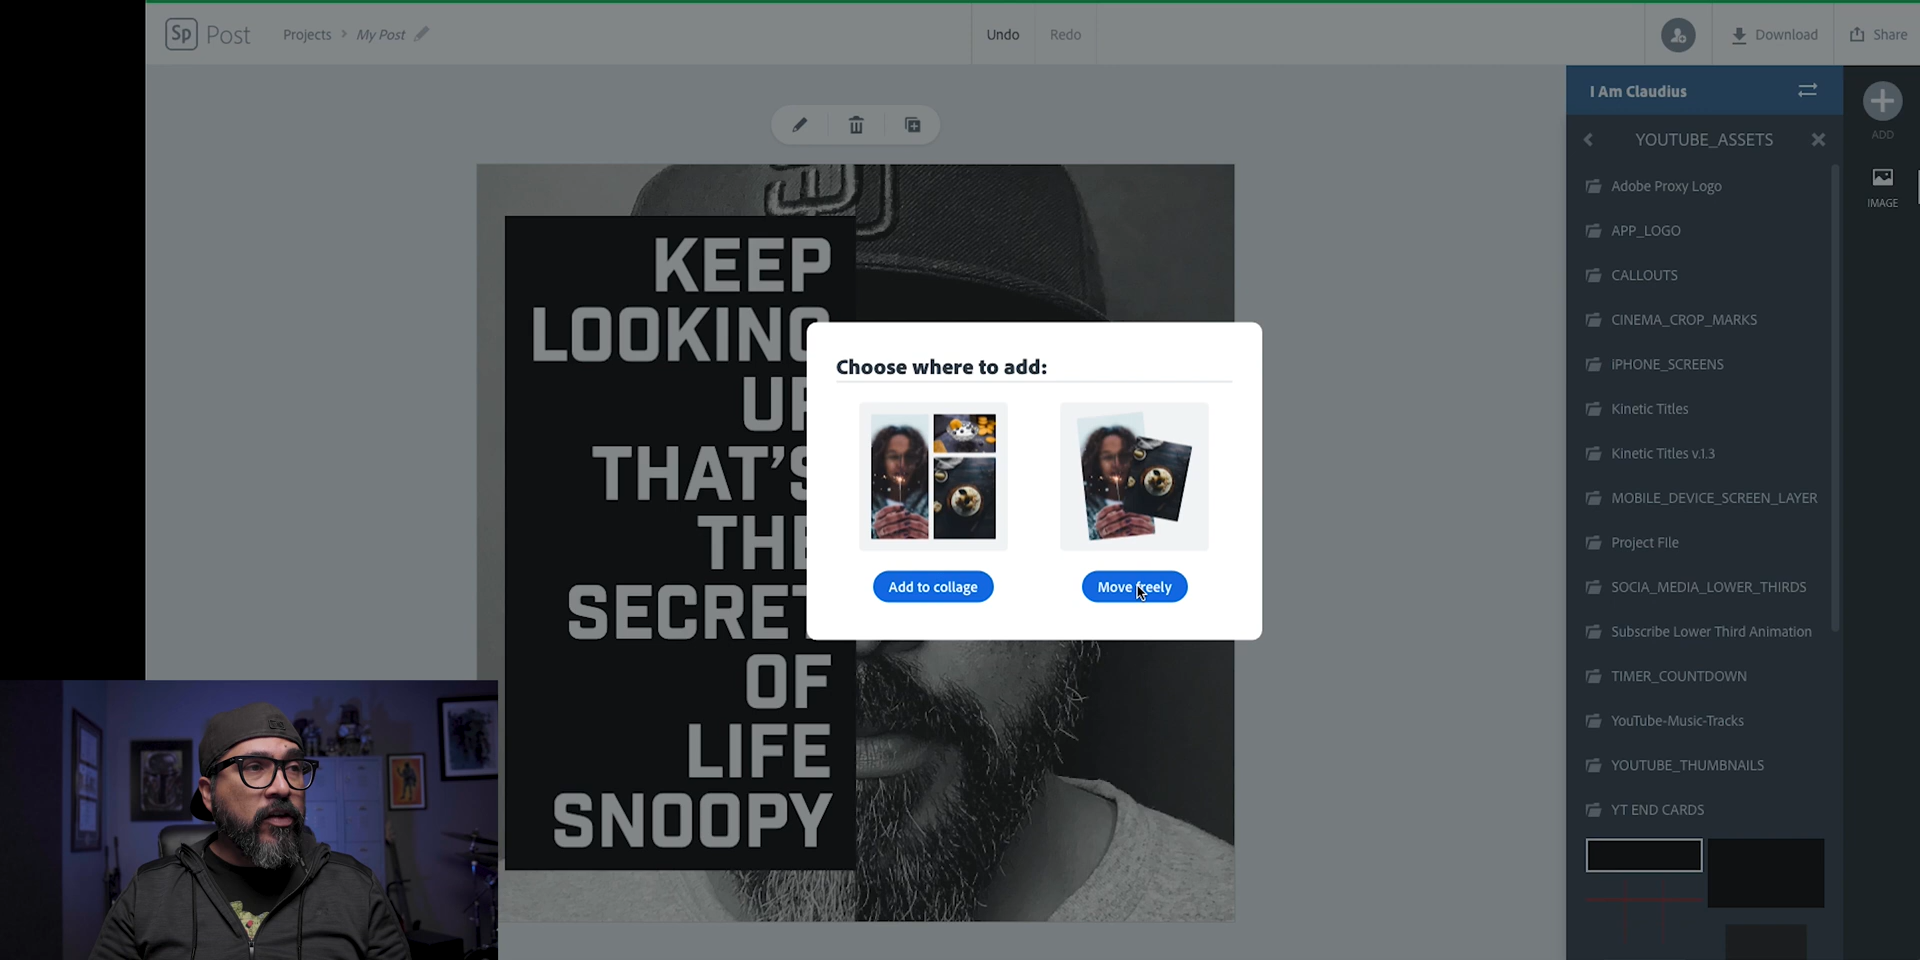 Sp Post
Projects > My Post
Undo
Redo
Download
Share
I Am Claudius
YOUTUBE_ASSETS
ADD
IMAGE
Adobe Proxy Logo
APP_LOGO
CALLOUTS
CINEMA_CROP_MARKS
iPHONE_SCREENS
Kinetic Titles
Kinetic Titles v.1.3
MOBILE_DEVICE_SCREEN_LAYER
Project FIle
SOCIA_MEDIA_LOWER_THIRDS
Subscribe Lower Third Animation
TIMER_COUNTDOWN
YouTube-Music-Tracks
YOUTUBE_THUMBNAILS
YT END CARDS
KEEP
LOOKING
UP
THAT'S
THE
SECRET
OF
LIFE
SNOOPY
Choose where to add:
Add to collage
Move freely